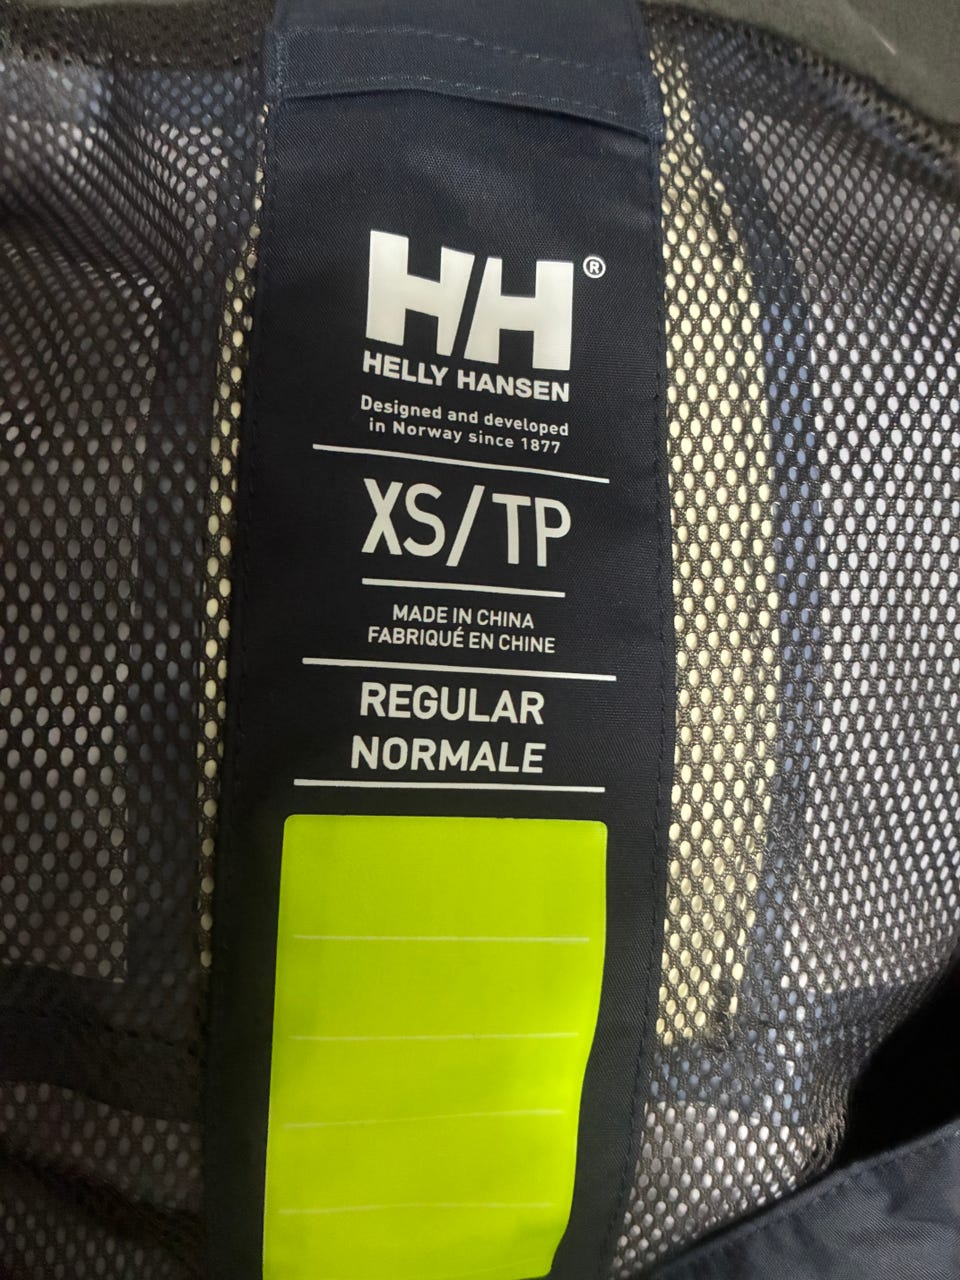 HH®
HELLY HANSEN
Designed and developed
in Norway since 1877
XS/TP
MADE IN CHINA
FABRIQUÉ EN CHINE
REGULAR
NORMALE